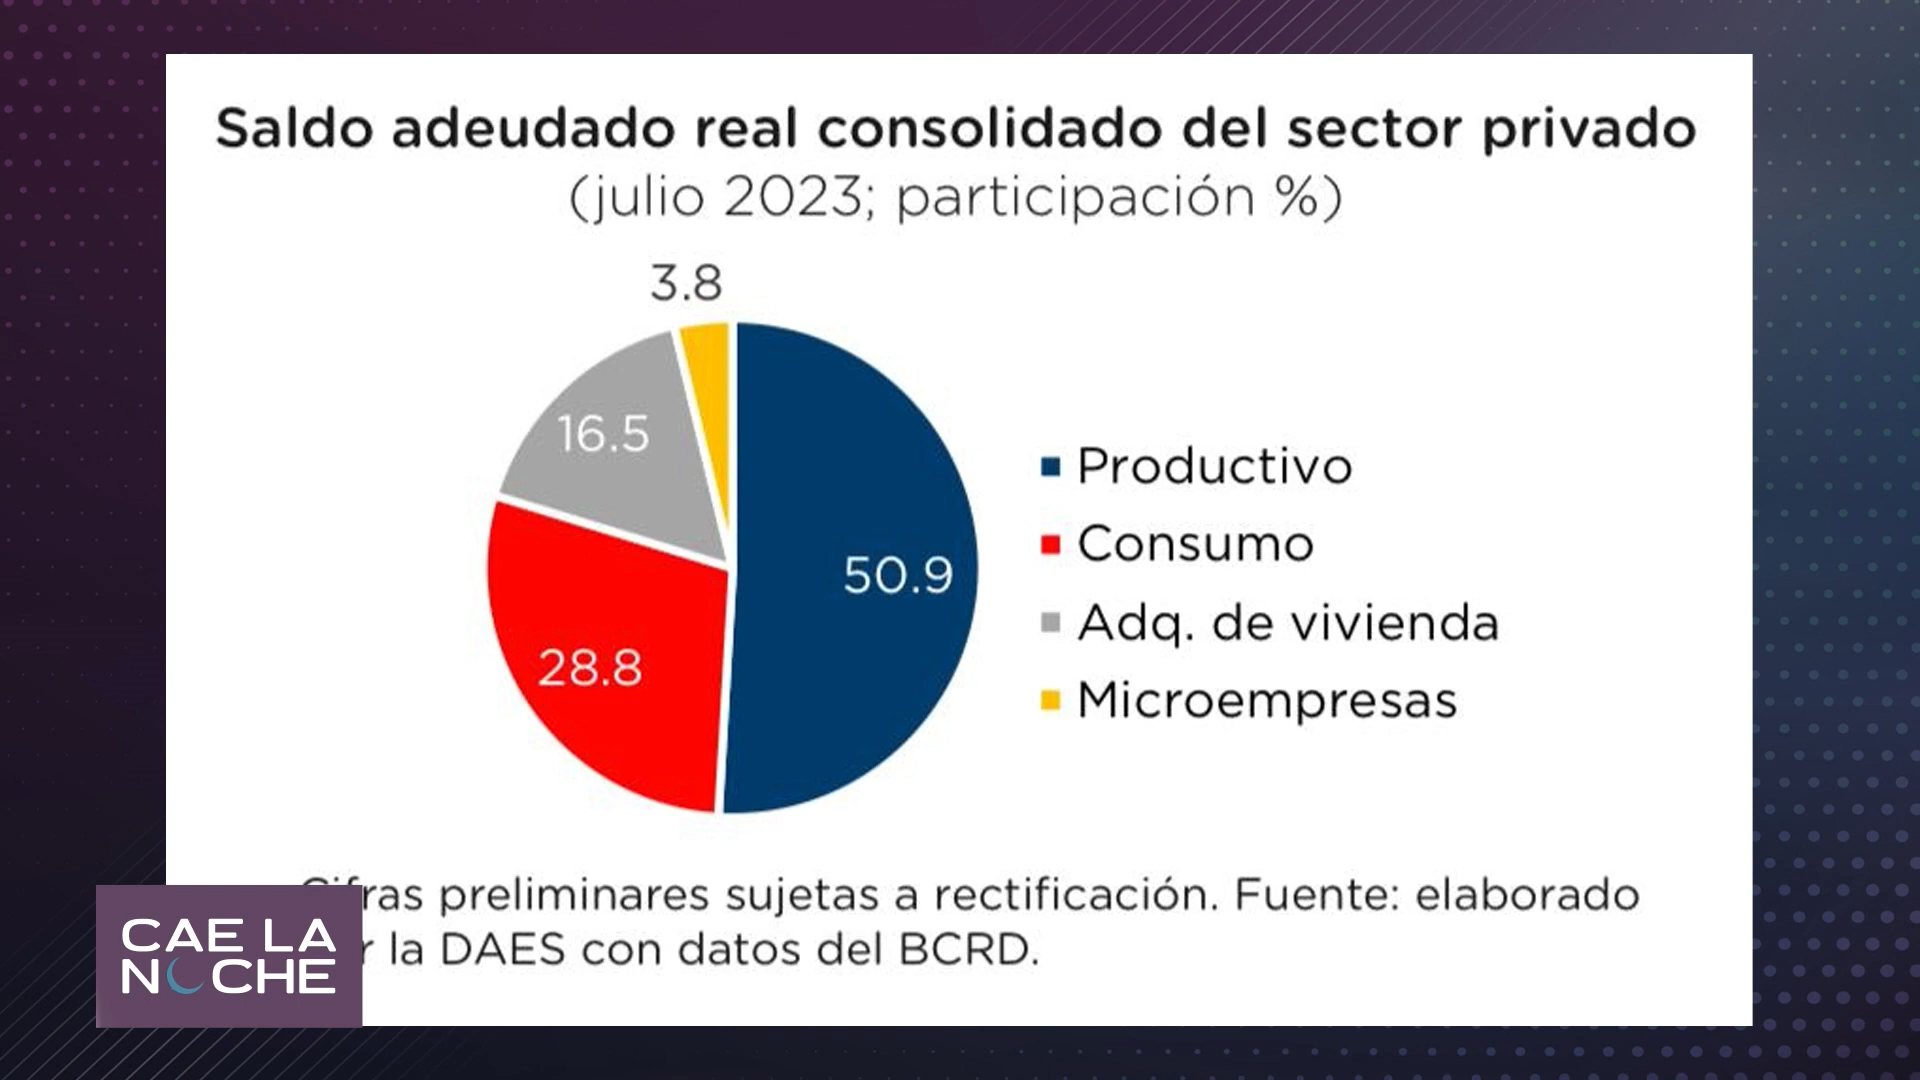 Saldo adeudado real consolidado del sector privado
(julio 2023; participación %)
3.8
16.5
50.9
28.8
Productivo
Consumo
Adq. de vivienda
Microempresas
preliminares sujetas a rectificación. Fuente: elaborado
la DAES con datos del BCRD.
CAE LA
NOCHE